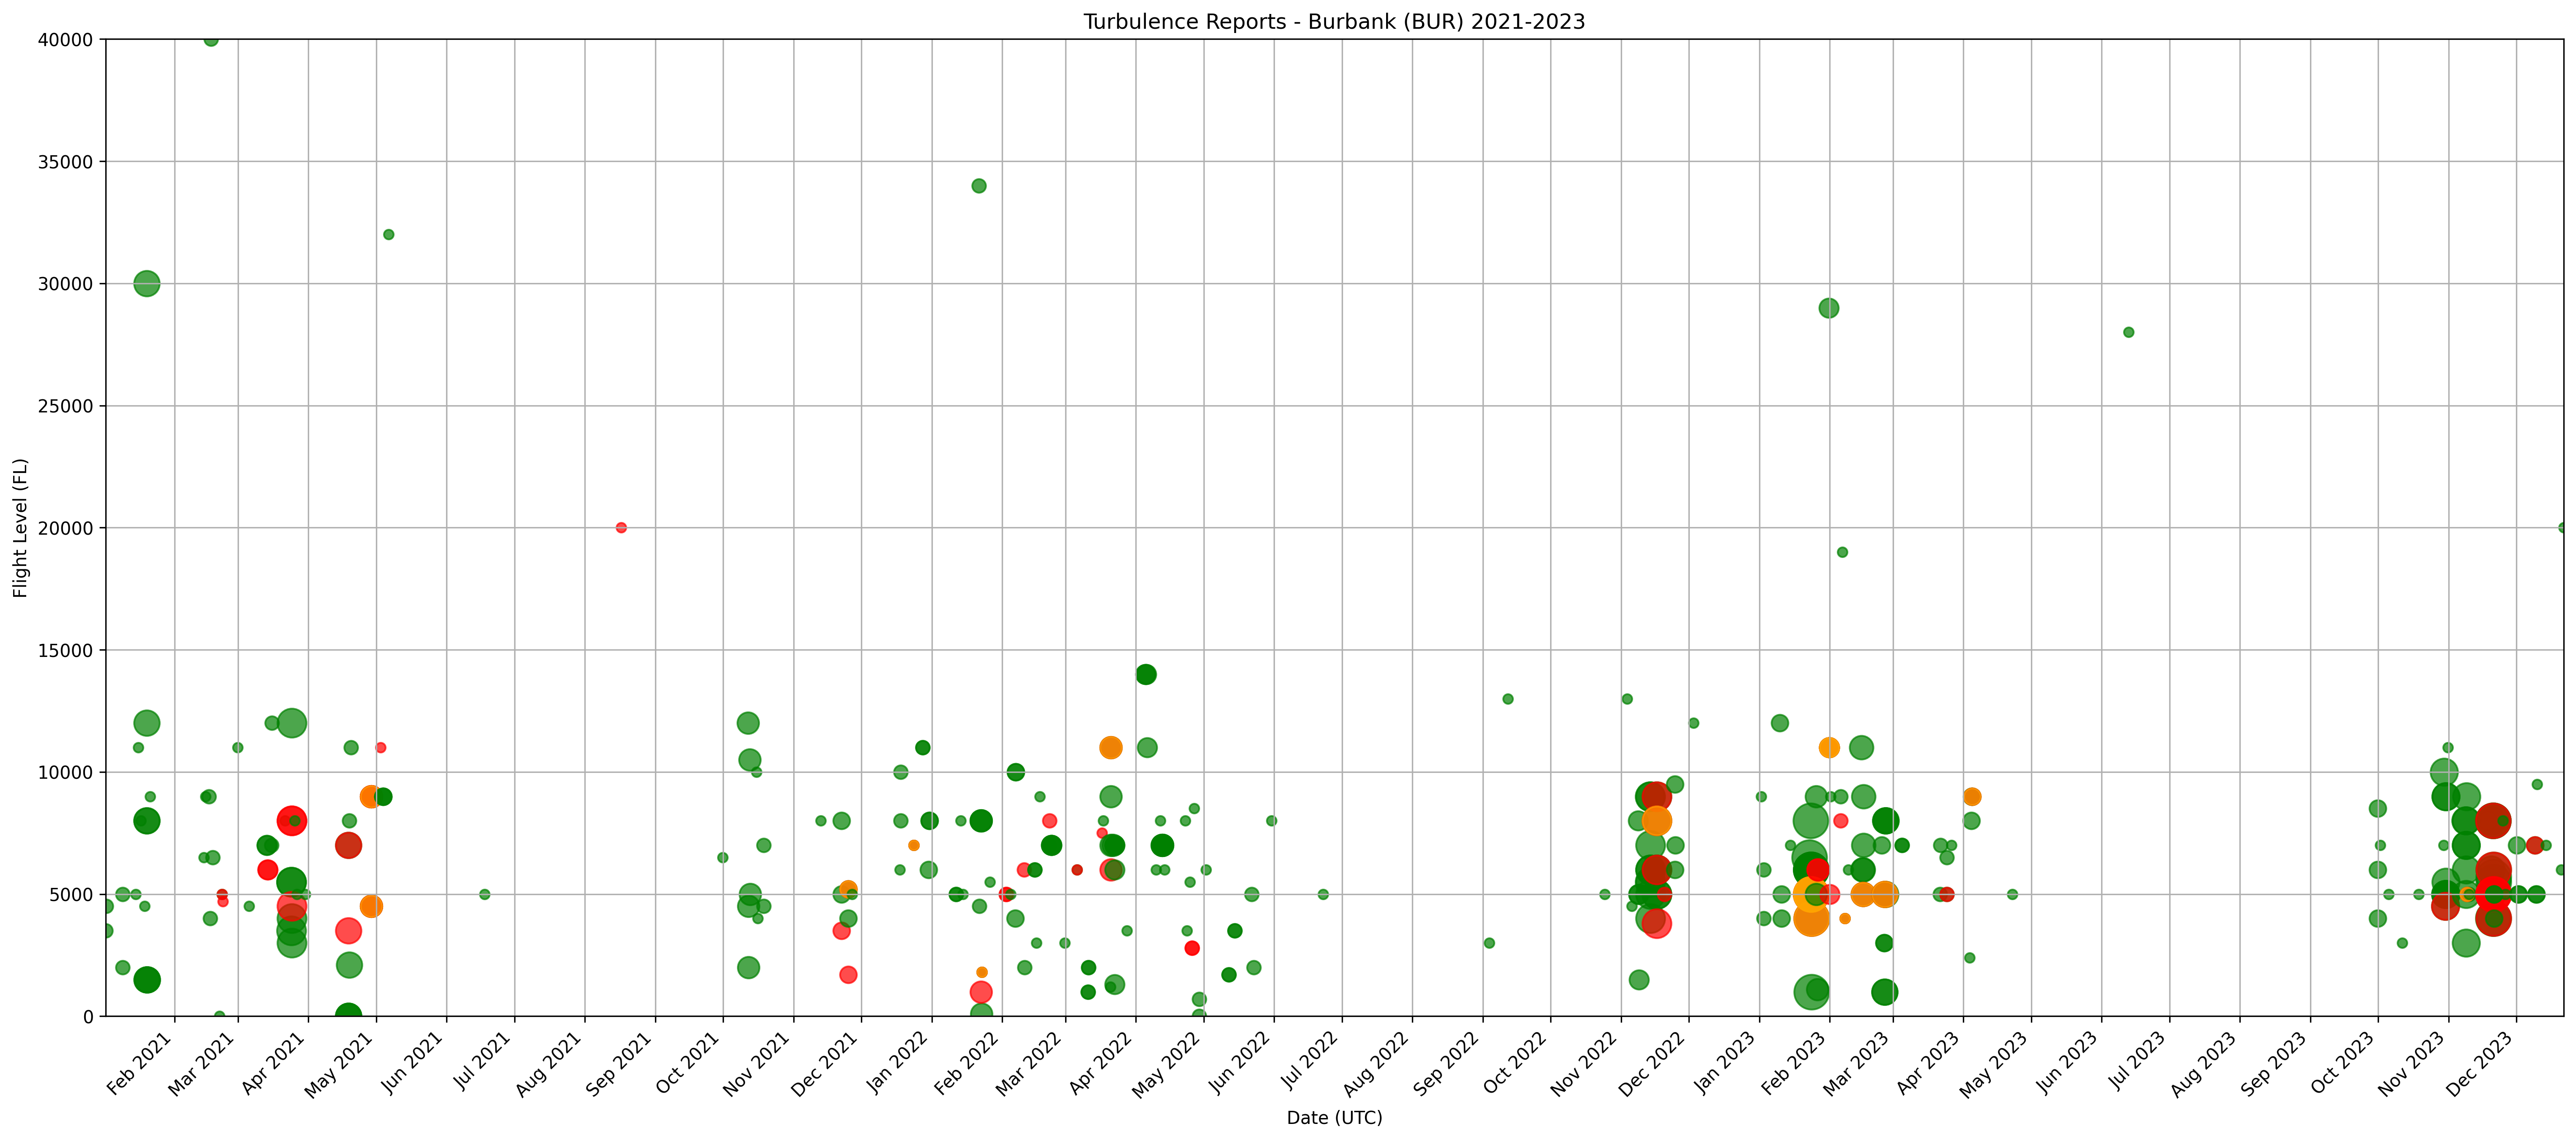 Turbulence Reports - Burbank (BUR) 2021-2023
40000
35000
30000
25000
20000
15000
10000
5000
0
Flight Level (FL)
Feb 2021
Mar 2021
Apr 2021
May 2021
Jun 2021
Jul 2021
Aug 2021
Sep 2021
Oct 2021
Nov 2021
Dec 2021
Jan 2022
Feb 2022
Mar 2022
Apr 2022
May 2022
Jun 2022
Jul 2022
Aug 2022
Sep 2022
Oct 2022
Nov 2022
Dec 2022
Jan 2023
Feb 2023
Mar 2023
Apr 2023
May 2023
Jun 2023
Jul 2023
Aug 2023
Sep 2023
Oct 2023
Nov 2023
Dec 2023
Date (UTC)